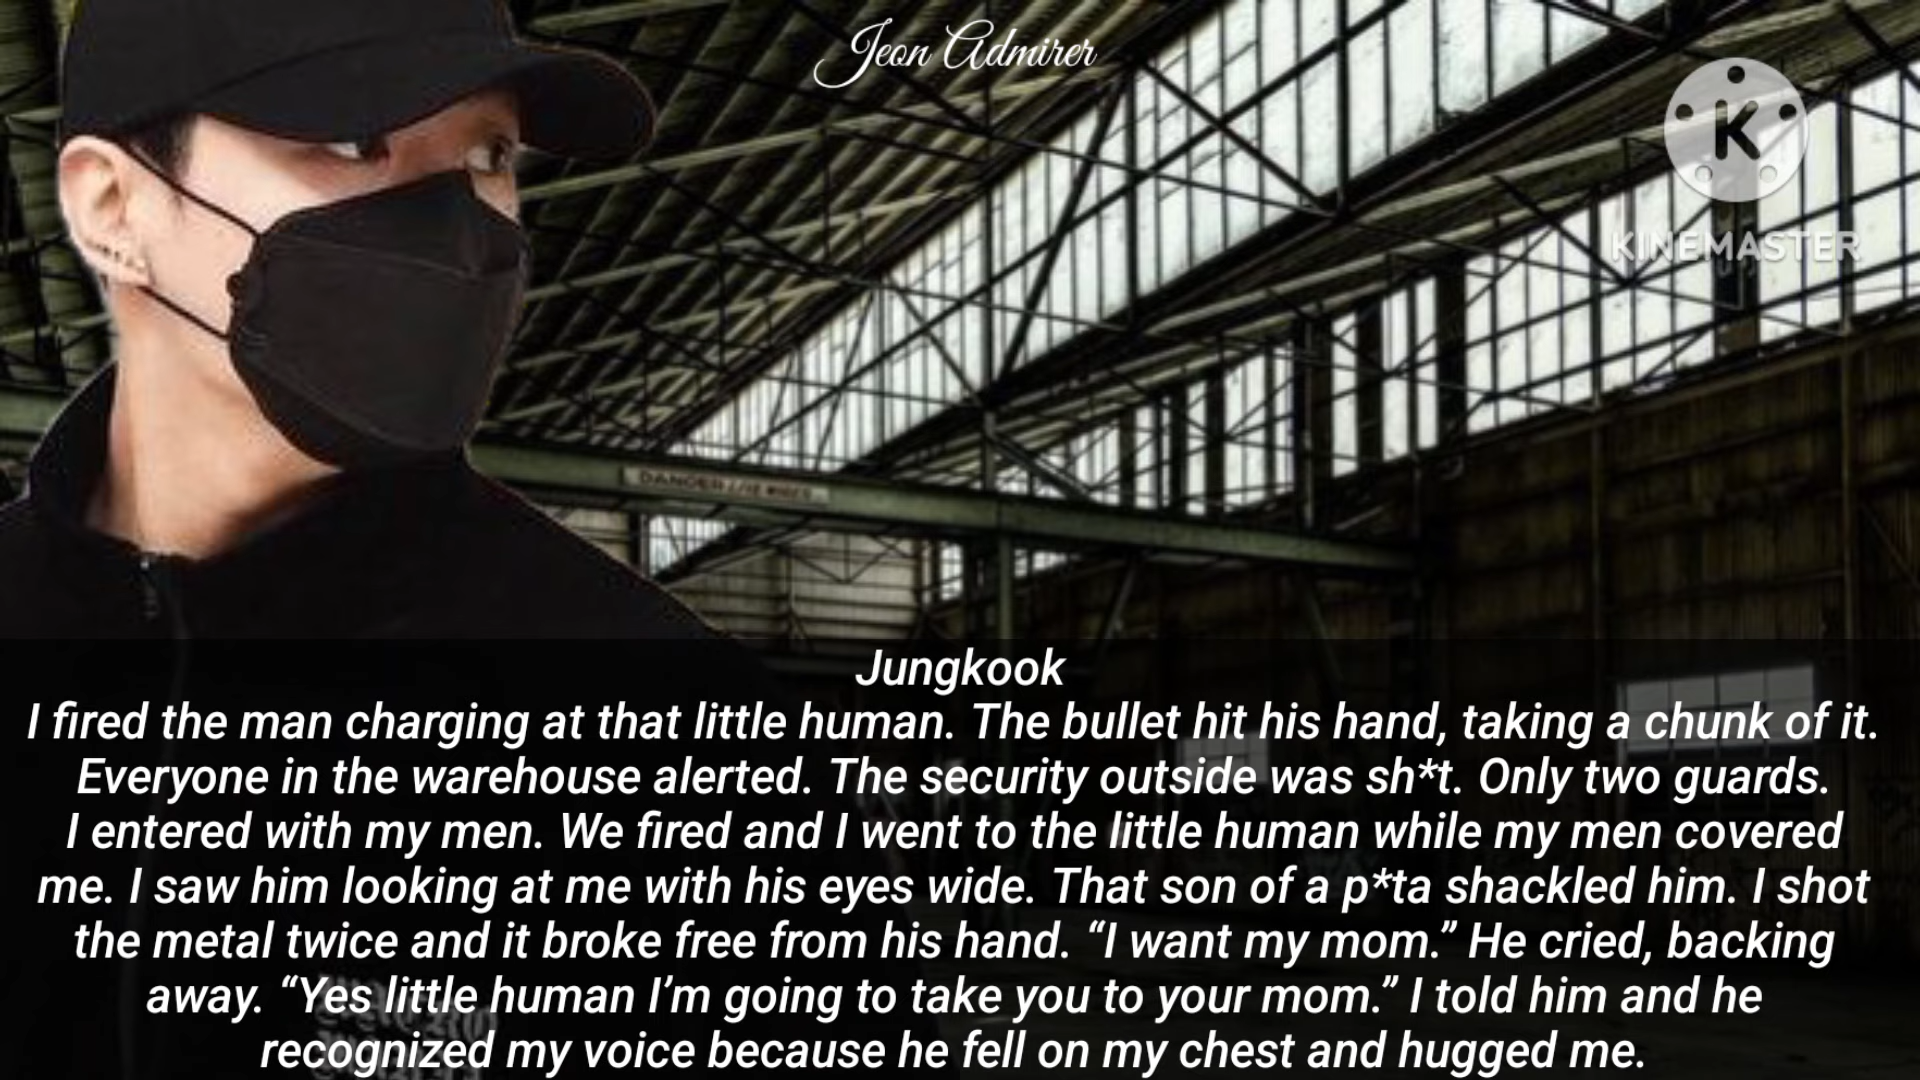 Jeon Admirer
K
KINEMASTER
DANGER
Jungkook
I fired the man charging at that little human. The bullet hit his hand, taking a chunk of it.
Everyone in the warehouse alerted. The security outside was sh*t. Only two guards.
I entered with my men. We fired and I went to the little human while my men covered
me. I saw him looking at me with his eyes wide. That son of a p*ta shackled him. I shot
the metal twice and it broke free from his hand. “I want my mom.” He cried, backing
away. “Yes little human I’m going to take you to your mom.” I told him and he
recognized my voice because he fell on my chest and hugged me.